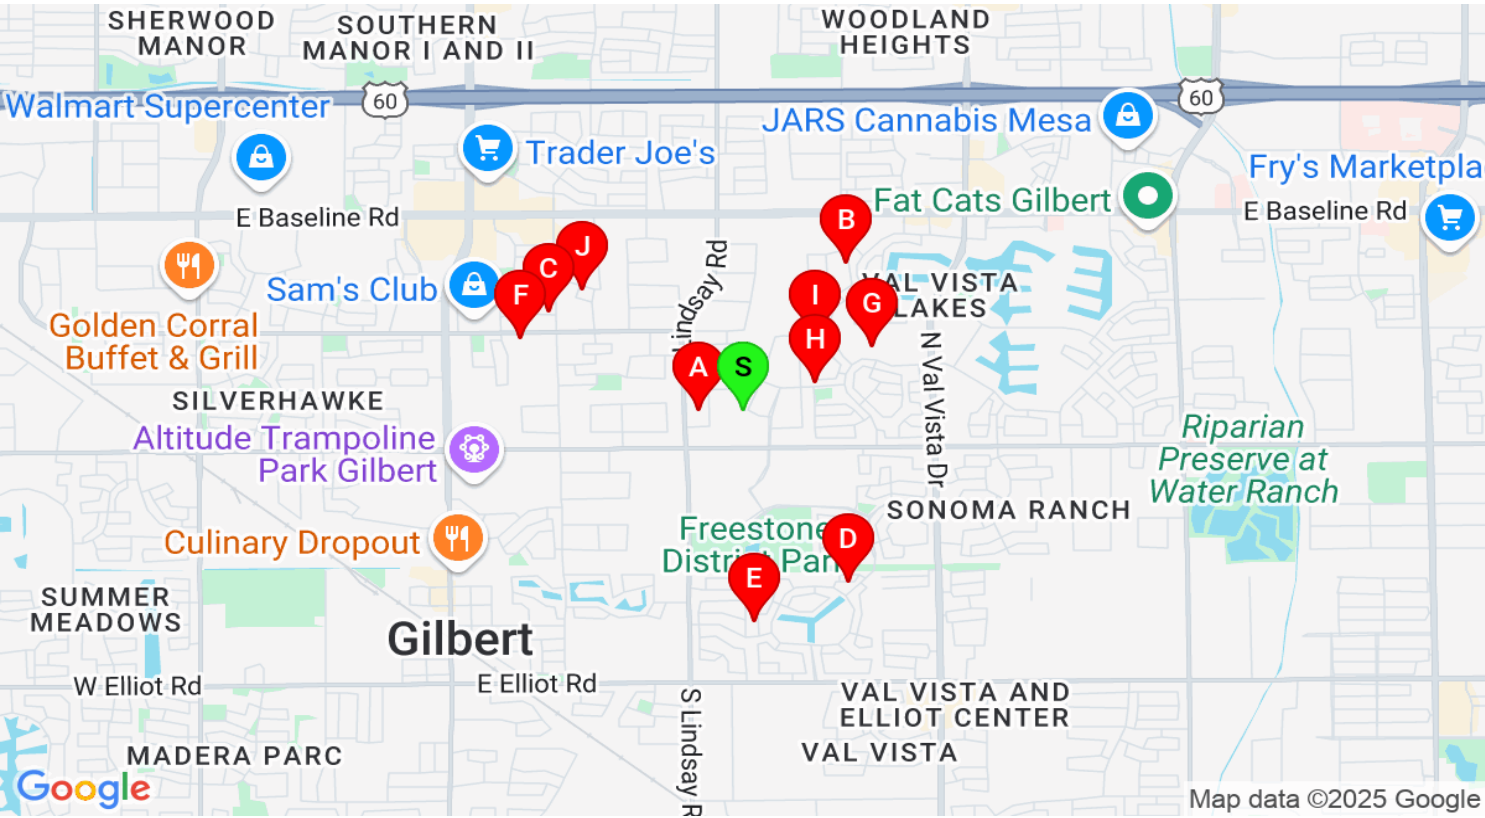 SHERWOOD
MANOR
SOUTHERN
MANOR I AND II
WOODLAND
HEIGHTS
60
60
Walmart Supercenter
Trader Joe's
JARS Cannabis Mesa
Fry's Marketpla
Fat Cats Gilbert
E Baseline Rd
E Baseline Rd
B
J
C
F
Sam's Club
Lindsay Rd
I
G
VAL VISTA
LAKES
H
Golden Corral
Buffet & Grill
A
S
N Val Vista Dr
SILVERHAWKE
Altitude Trampoline
Park Gilbert
Riparian
Preserve at
Water Ranch
SONOMA RANCH
Culinary Dropout
Freestone
District Par
D
E
SUMMER
MEADOWS
Gilbert
W Elliot Rd
E Elliot Rd
S Lindsay R
VAL VISTA AND
ELLIOT CENTER
VAL VISTA
MADERA PARC
Google
Map data ©2025 Google